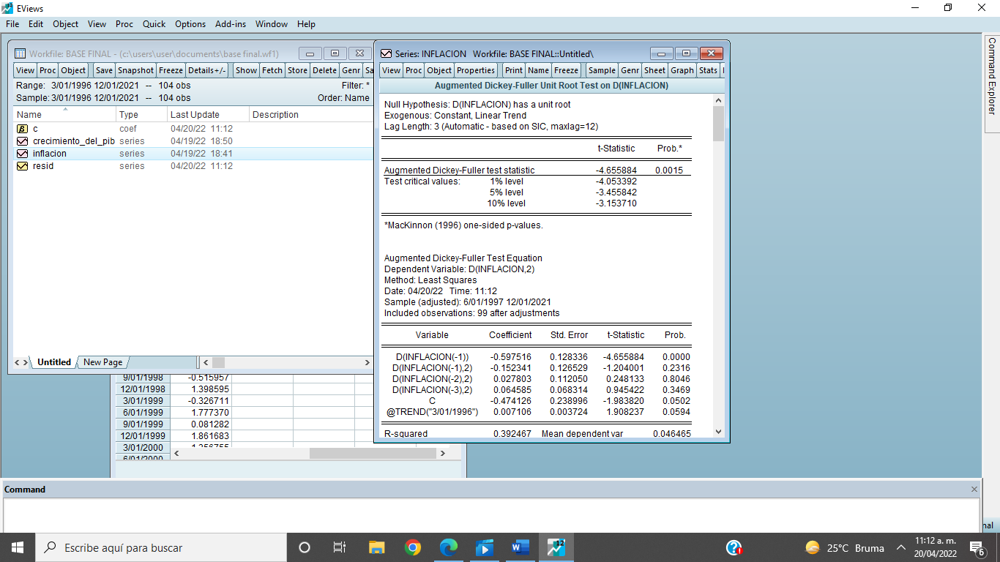 EViews
File Edit Object View Proc Quick Options Add-ins Window Help
Workfile: BASE FINAL - (c:\users\user\documents\base final.wf1)
View Proc Object Save Snapshot Freeze Details+/- Show Fetch Store Delete Genr
Range: 3/01/1996 12/01/2021 -- 104 obs Filter: *
Sample: 3/01/1996 12/01/2021 -- 104 obs Order: Name
Name Type Last Update Description
c coef 04/20/22 11:12
crecimiento_del_pib series 04/19/22 18:50
inflacion series 04/19/22 18:41
resid series 04/20/22 11:12
Untitled New Page
9/01/1998 -0.515957
12/01/1998 1.398595
3/01/1999 -0.326711
6/01/1999 1.777370
9/01/1999 0.081282
12/01/1999 1.861683
3/01/2000 1.256755
6/01/2000
Series: INFLACION Workfile: BASE FINAL::Untitled\
View Proc Object Properties Print Name Freeze Sample Genr Sheet Graph Stats
Augmented Dickey-Fuller Unit Root Test on D(INFLACION)
Null Hypothesis: D(INFLACION) has a unit root
Exogenous: Constant, Linear Trend
Lag Length: 3 (Automatic - based on SIC, maxlag=12)
t-Statistic Prob.*
Augmented Dickey-Fuller test statistic -4.655884 0.0015
Test critical values: 1% level -4.053392
5% level -3.455842
10% level -3.153710
*MacKinnon (1996) one-sided p-values.
Augmented Dickey-Fuller Test Equation
Dependent Variable: D(INFLACION,2)
Method: Least Squares
Date: 04/20/22 Time: 11:12
Sample (adjusted): 6/01/1997 12/01/2021
Included observations: 99 after adjustments
Variable Coefficient Std. Error t-Statistic Prob.
D(INFLACION(-1)) -0.597516 0.128336 -4.655884 0.0000
D(INFLACION(-1),2) -0.152341 0.126529 -1.204001 0.2316
D(INFLACION(-2),2) 0.027803 0.112050 0.248133 0.8046
D(INFLACION(-3),2) 0.064585 0.068314 0.945422 0.3469
C -0.474126 0.238996 -1.983820 0.0502
@TREND("3/01/1996") 0.007106 0.003724 1.908237 0.0594
R-squared 0.392467 Mean dependent var 0.046465
Command Explorer
Command
Escribe aquí para buscar
12
25°C Bruma
11:12 a. m.
20/04/2022
6